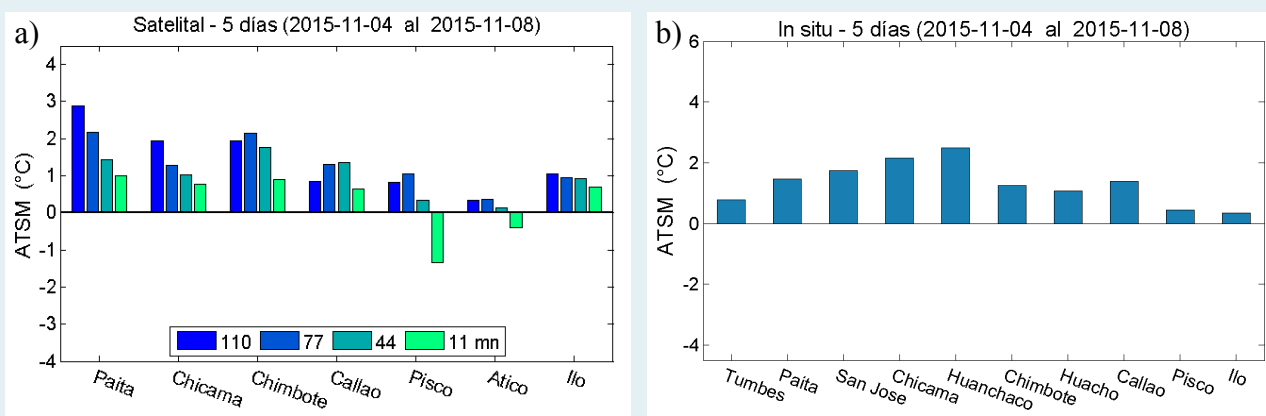 a)
Satelital - 5 días (2015-11-04 al 2015-11-08)
ATSM (°C)
4
3
2
1
0
-1
-2
-3
-4
110 77 44 11 mn
Paita Chicama Chimbote Callao Pisco Atico Ilo
b)
In situ - 5 días (2015-11-04 al 2015-11-08)
ATSM (°C)
6
4
2
0
-2
-4
Tumbes Paita San Jose Chicama Huanchaco Chimbote Huacho Callao Pisco Ilo